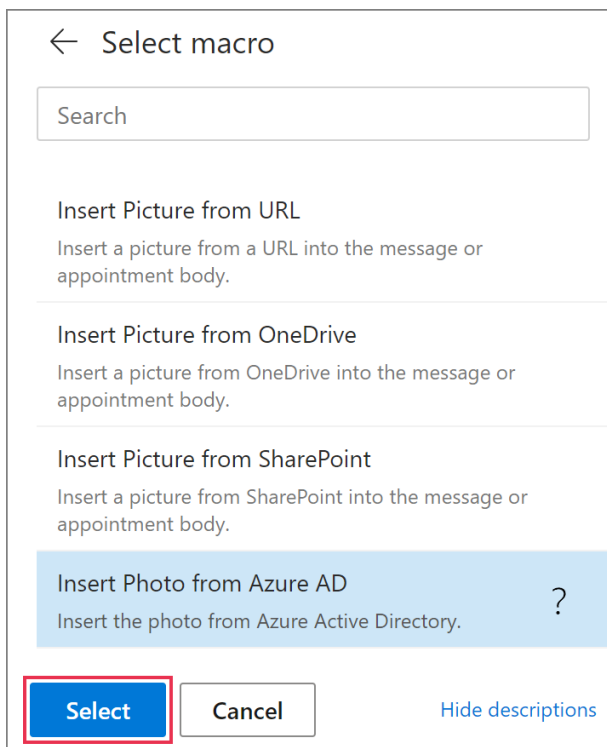 ← Select macro
Search
Insert Picture from URL
Insert a picture from a URL into the message or
appointment body.
Insert Picture from OneDrive
Insert a picture from OneDrive into the message or
appointment body.
Insert Picture from SharePoint
Insert a picture from SharePoint into the message or
appointment body.
Insert Photo from Azure AD
?
Insert the photo from Azure Active Directory.
Select Cancel Hide descriptions